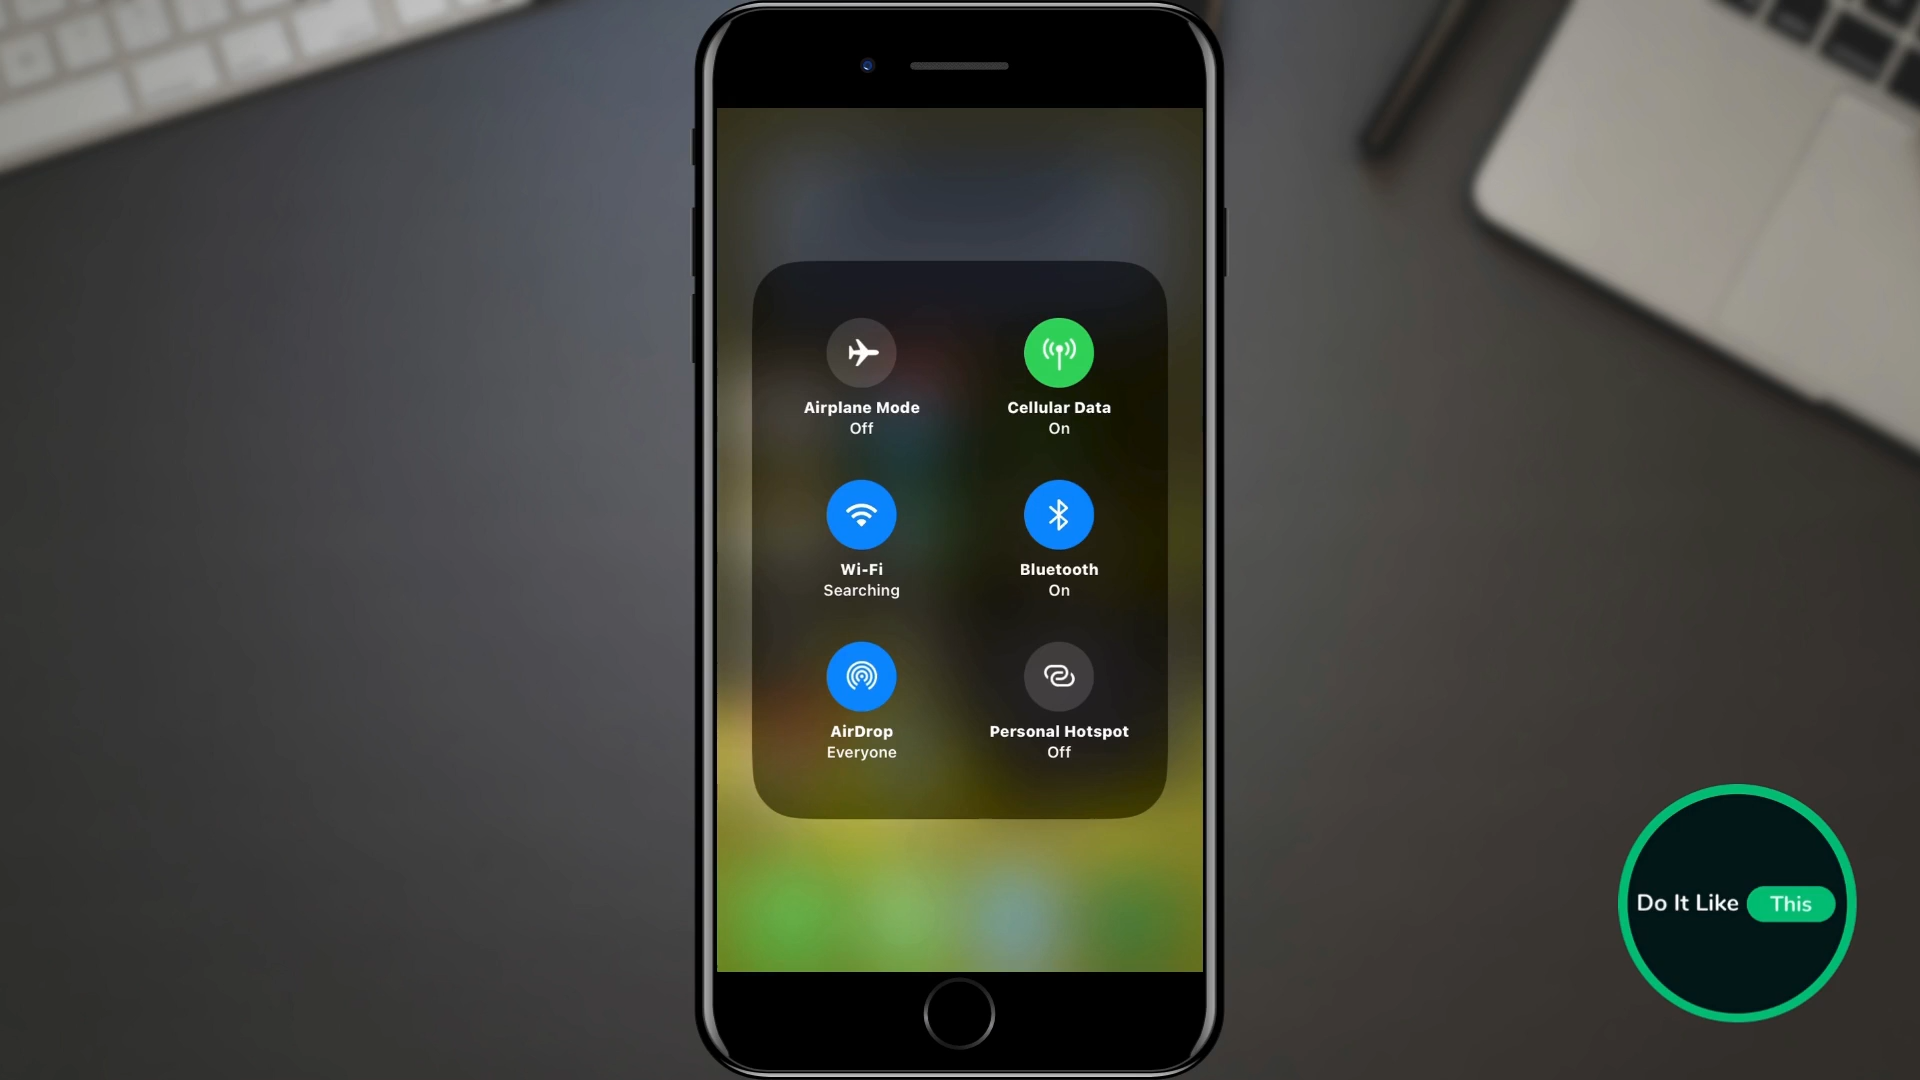 Airplane Mode
Off
Cellular Data
On
Wi-Fi
Searching
Bluetooth
On
AirDrop
Everyone
Personal Hotspot
Off
Do It Like This